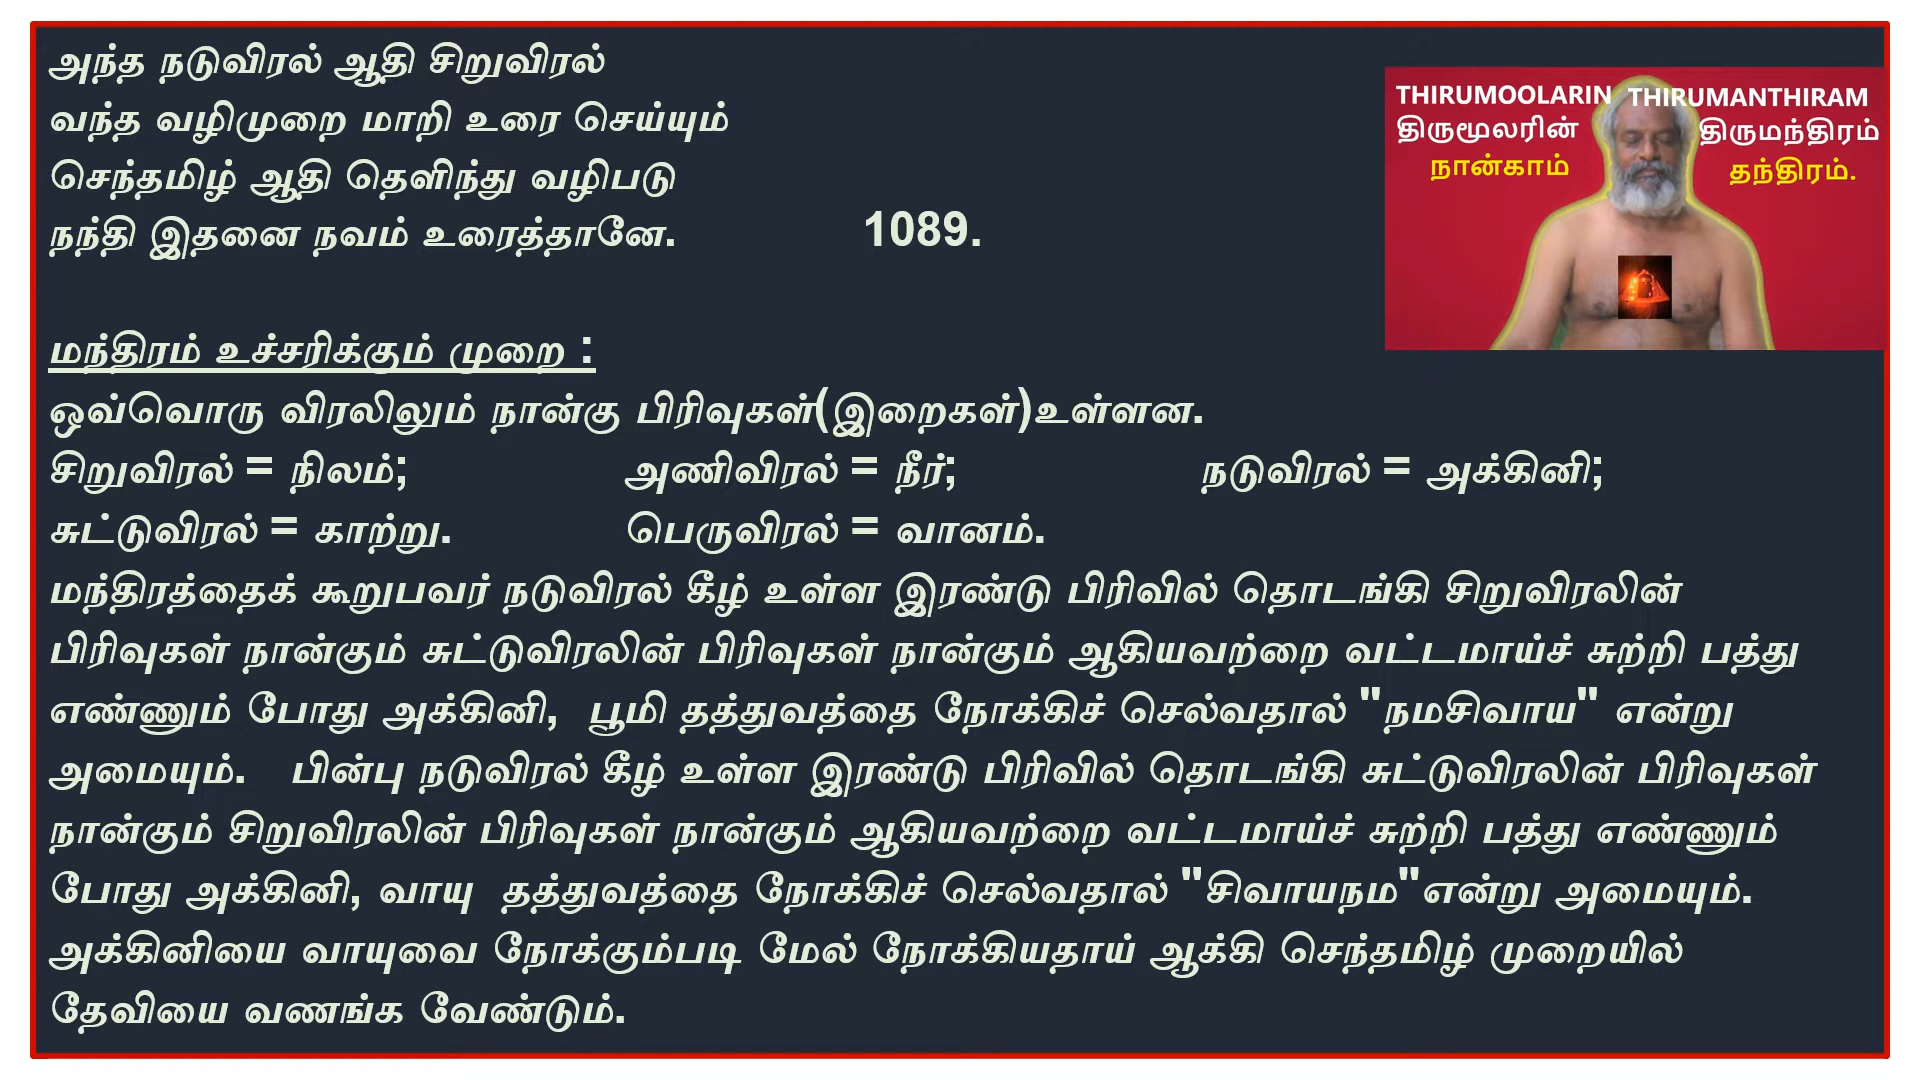 அந்த நடுவிரல் ஆதி சிறுவிரல்
வந்த வழிமுறை மாறி உரை செய்யும்
செந்தமிழ் ஆதி தெளிந்து வழிபடு
நந்தி இதனை நவம் உரைத்தானே. 1089.
THIRUMOOLARIN THIRUMANTHIRAM
திருமூலரின் திருமந்திரம்
நான்காம் தந்திரம்.
மந்திரம் உச்சரிக்கும் முறை :
ஒவ்வொரு விரலிலும் நான்கு பிரிவுகள்(இறைகள்)உள்ளன.
சிறுவிரல் = நிலம்; அணிவிரல் = நீர்; நடுவிரல் = அக்கினி;
சுட்டுவிரல் = காற்று. பெருவிரல் = வானம்.
மந்திரத்தைக் கூறுபவர் நடுவிரல் கீழ் உள்ள இரண்டு பிரிவில் தொடங்கி சிறுவிரலின்
பிரிவுகள் நான்கும் சுட்டுவிரலின் பிரிவுகள் நான்கும் ஆகியவற்றை வட்டமாய்ச் சுற்றி பத்து
எண்ணும் போது அக்கினி, பூமி தத்துவத்தை நோக்கிச் செல்வதால் "நமசிவாய" என்று
அமையும். பின்பு நடுவிரல் கீழ் உள்ள இரண்டு பிரிவில் தொடங்கி சுட்டுவிரலின் பிரிவுகள்
நான்கும் சிறுவிரலின் பிரிவுகள் நான்கும் ஆகியவற்றை வட்டமாய்ச் சுற்றி பத்து எண்ணும்
போது அக்கினி, வாயு தத்துவத்தை நோக்கிச் செல்வதால் "சிவாயநம"என்று அமையும்.
அக்கினியை வாயுவை நோக்கும்படி மேல் நோக்கியதாய் ஆக்கி செந்தமிழ் முறையில்
தேவியை வணங்க வேண்டும்.